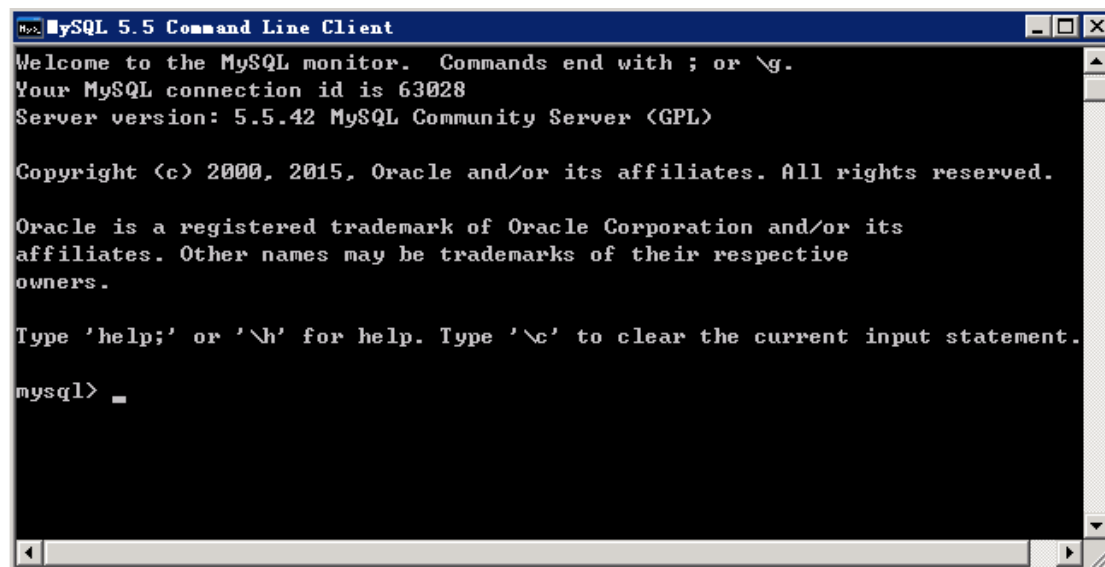 MySQL 5.5 Command Line Client
Welcome to the MySQL monitor.  Commands end with ; or \g.
Your MySQL connection id is 63028
Server version: 5.5.42 MySQL Community Server (GPL)
Copyright (c) 2000, 2015, Oracle and/or its affiliates. All rights reserved.
Oracle is a registered trademark of Oracle Corporation and/or its
affiliates. Other names may be trademarks of their respective
owners.
Type 'help;' or '\h' for help. Type '\c' to clear the current input statement.
mysql> _